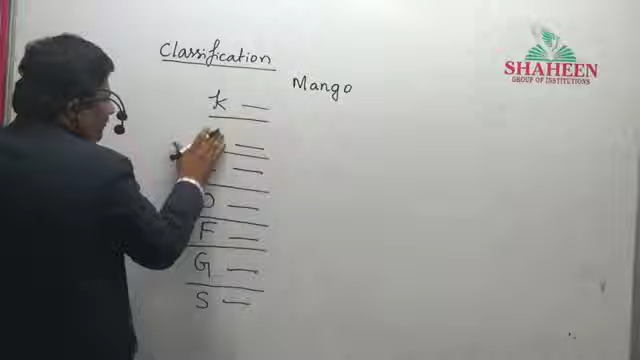 Classification
SHAHEEN
GROUP OF INSTITUTIONS
Mango
K —
—
—
O —
F —
G —
S —